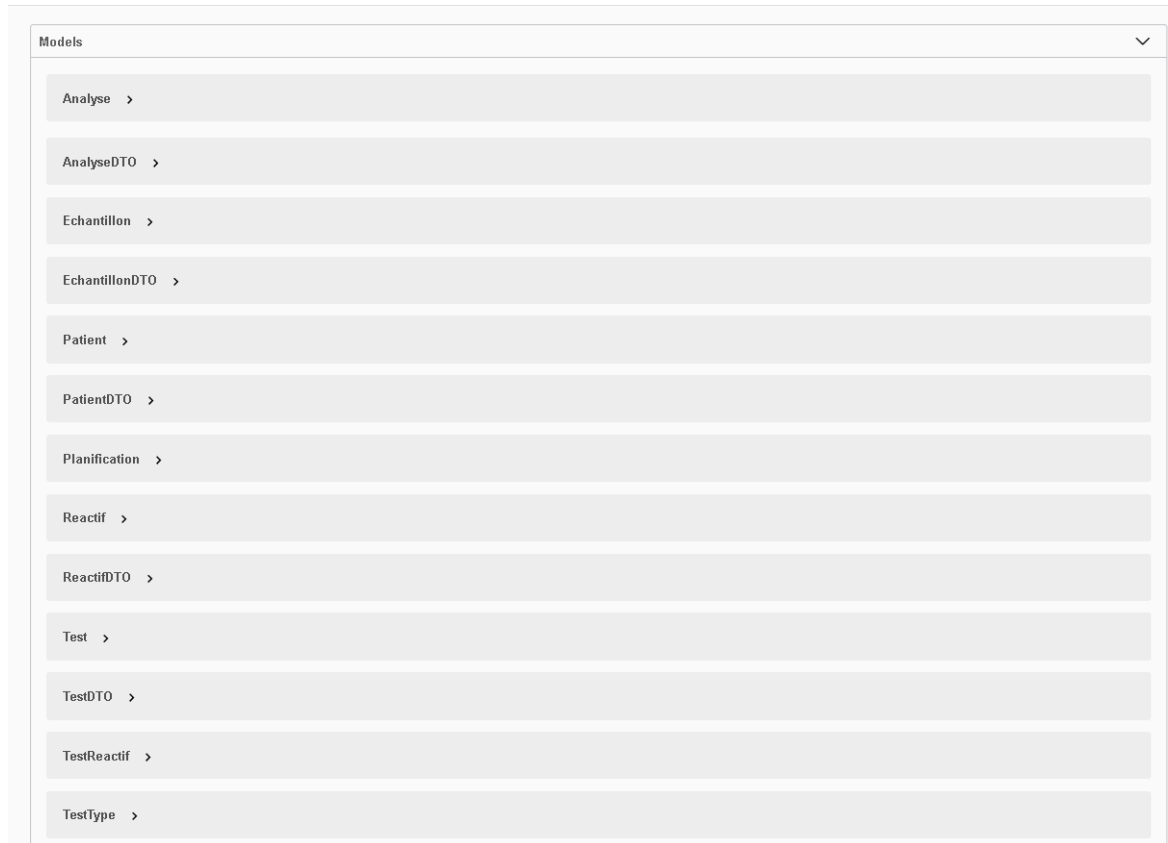 Models
Analyse
AnalyseDTO
Echantillon
EchantillonDTO
Patient
PatientDTO
Planification
Reactif
ReactifDTO
Test
TestDTO
TestReactif
TestType